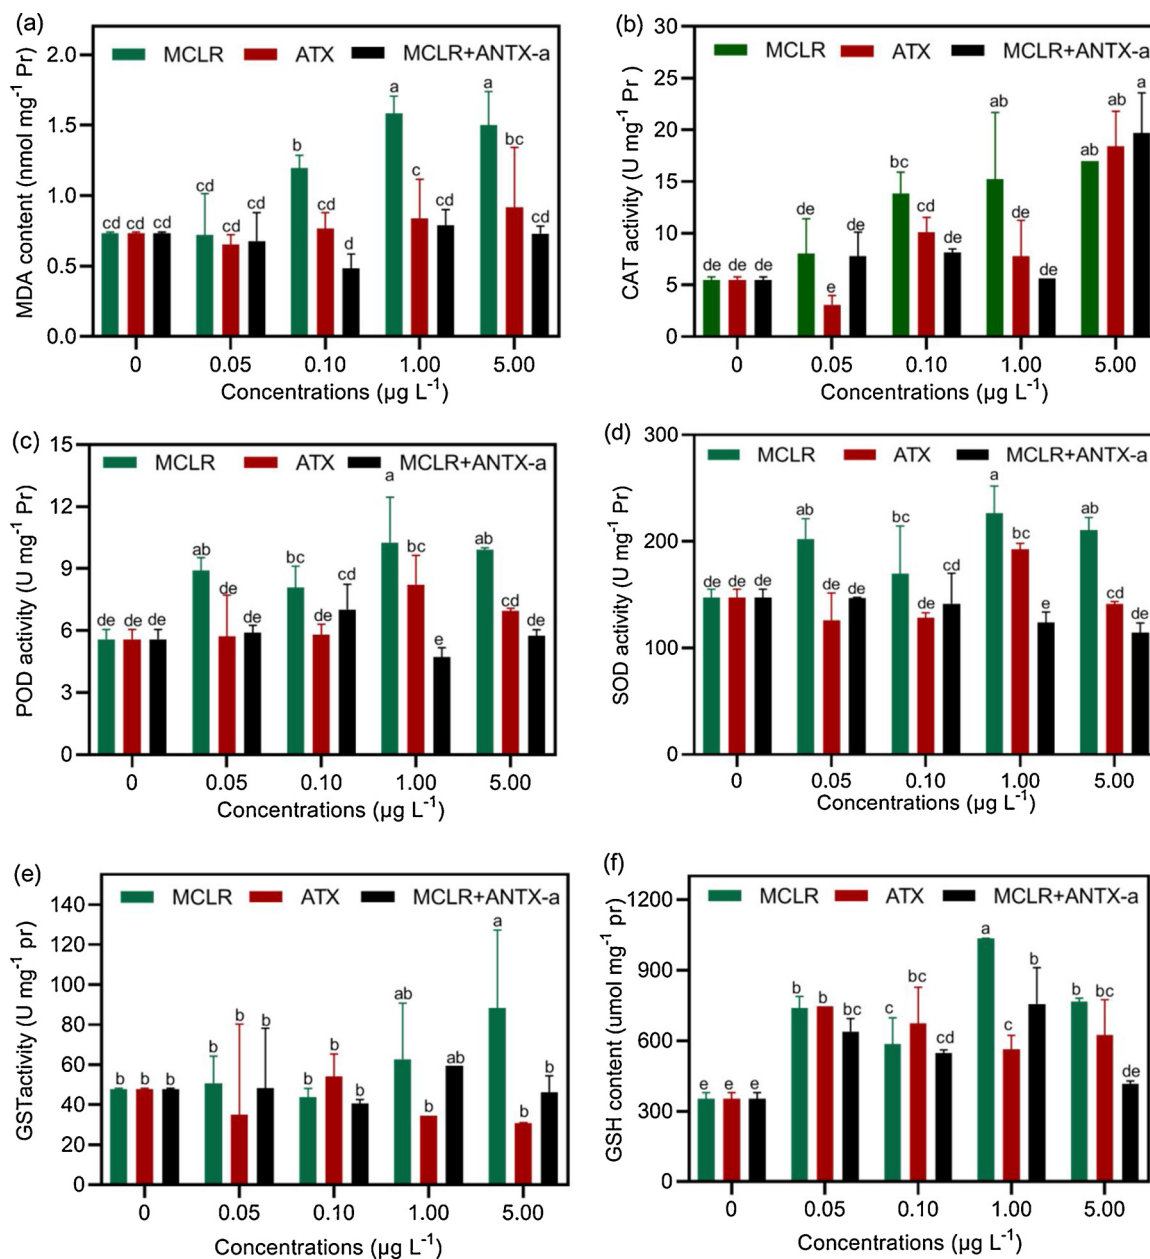 (a)
MCLR ATX MCLR+ANTX-a
MDA content (nmol mg⁻¹ Pr)
2.0
1.5
1.0
0.5
0.0
cd cd cd
cd cd cd
b cd d
a c cd
a bc cd
0 0.05 0.10 1.00 5.00
Concentrations (µg L⁻¹)
(b)
MCLR ATX MCLR+ANTX-a
CAT activity (U mg⁻¹ Pr )
30
25
20
15
10
5
0
de de de
de e de
bc cd de
ab de de
ab ab a
0 0.05 0.10 1.00 5.00
Concentrations (µg L⁻¹)
(c)
MCLR ATX MCLR+ANTX-a
POD activity (U mg⁻¹ Pr)
15
12
9
6
3
0
de de de
ab de de
bc de cd
a bc e
ab cd de
0 0.05 0.10 1.00 5.00
Concentrations (µg L⁻¹)
(d)
MCLR ATX MCLR+ANTX-a
SOD activity (U mg⁻¹ Pr)
300
200
100
0
de de de
ab de de
bc de cd
a bc e
ab cd de
0 0.05 0.10 1.00 5.00
Concentrations (µg L⁻¹)
(e)
MCLR ATX MCLR+ANTX-a
GSTactivity (U mg⁻¹ pr)
140
120
100
80
60
40
20
0
b b b
b b b
b b b
ab b ab
a b b
0 0.05 0.10 1.00 5.00
Concentrations (µg L⁻¹)
(f)
MCLR ATX MCLR+ANTX-a
GSH content (umol mg⁻¹ pr)
1200
900
600
300
0
e e e
b b bc
c bc cd
a c b
b bc de
0 0.05 0.10 1.00 5.00
Concentrations (µg L⁻¹)